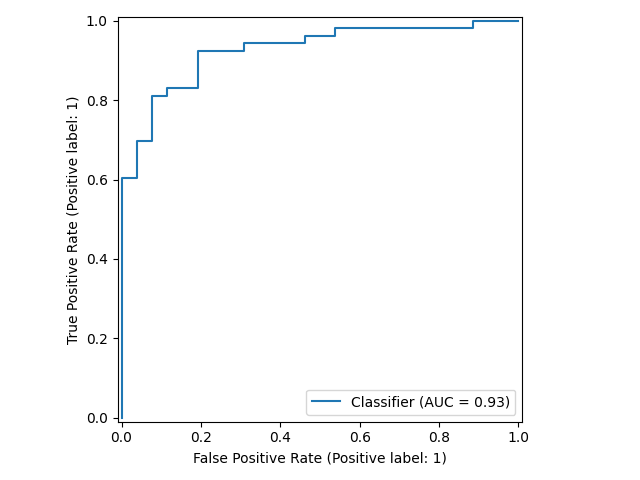 1.0
0.8
0.6
0.4
0.2
0.0
True Positive Rate (Positive label: 1)
Classifier (AUC = 0.93)
0.0 0.2 0.4 0.6 0.8 1.0
False Positive Rate (Positive label: 1)